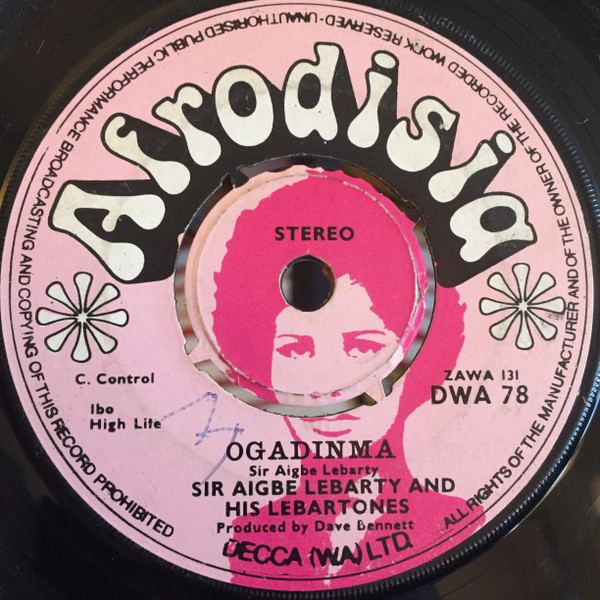 UNAUTHORISED PUBLIC PERFORMANCE BROADCASTING AND COPYING OF THIS RECORD PROHIBITED
ALL RIGHTS OF THE MANUFACTURER AND OF THE OWNER OF THE RECORDED WORK RESERVED-
Afrodisia
STEREO
C. Control
ZAWA 131
DWA 78
Ibo
High Life
OGADINMA
Sir Aigbe Lebarty
SIR AIGBE LEBARTY AND
HIS LEBARTONES
Produced by Dave Bennett
DECCA (W.A.) LTD.